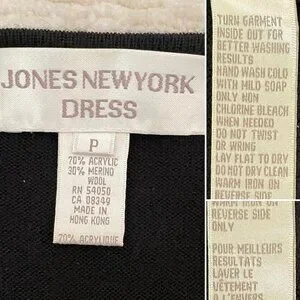 JONES NEW YORK
DRESS
P
70% ACRYLIC
30% MERINO
WOOL
RN 54050
CA 08349
MADE IN
HONG KONG
70% ACRYLIQUE
TURN GARMENT
INSIDE OUT FOR
BETTER WASHING
RESULTS
HAND WASH COLD
WITH MILD SOAP
ONLY NON
CHLORINE BLEACH
WHEN NEEDED
DO NOT TWIST
OR WRING
LAY FLAT TO DRY
DO NOT DRY CLEAN
WARM IRON ON
REVERSE SIDE
WARM IRON ON
REVERSE SIDE
ONLY
POUR MEILLEURS
RESULTATS
LAVER LE
VÊTEMENT
A L'ENVERS